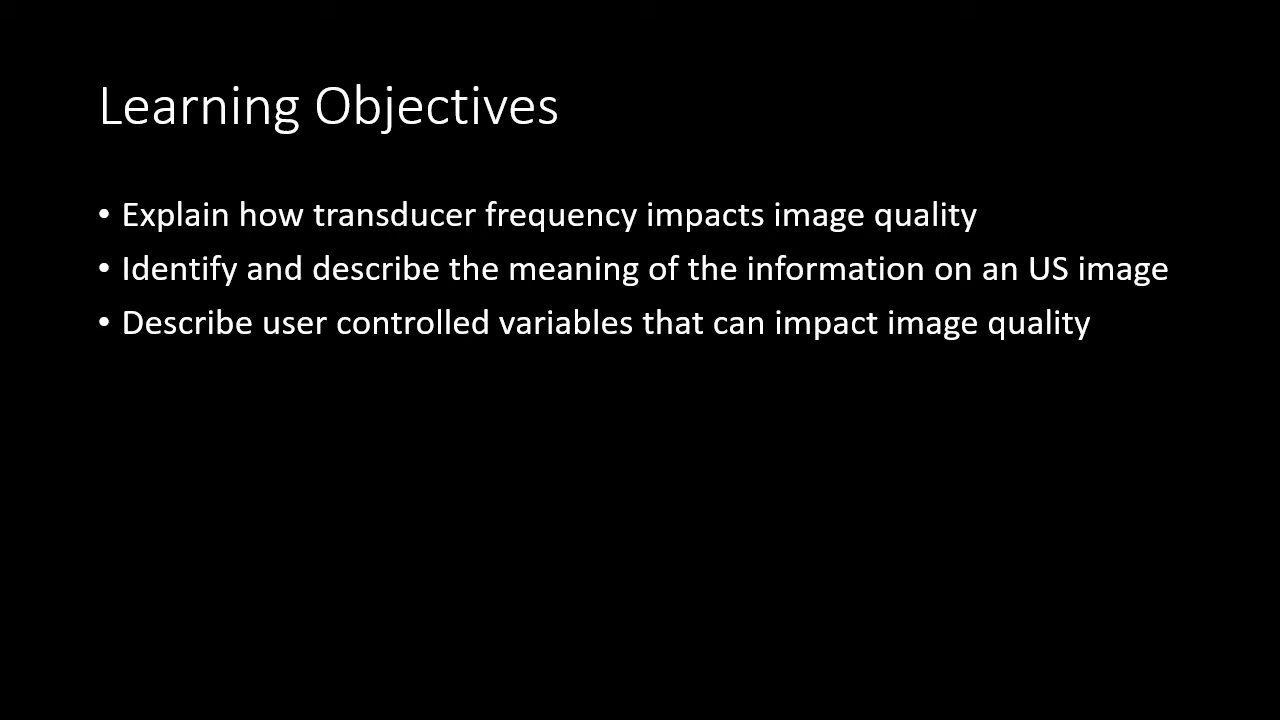 Learning Objectives
• Explain how transducer frequency impacts image quality
• Identify and describe the meaning of the information on an US image
• Describe user controlled variables that can impact image quality